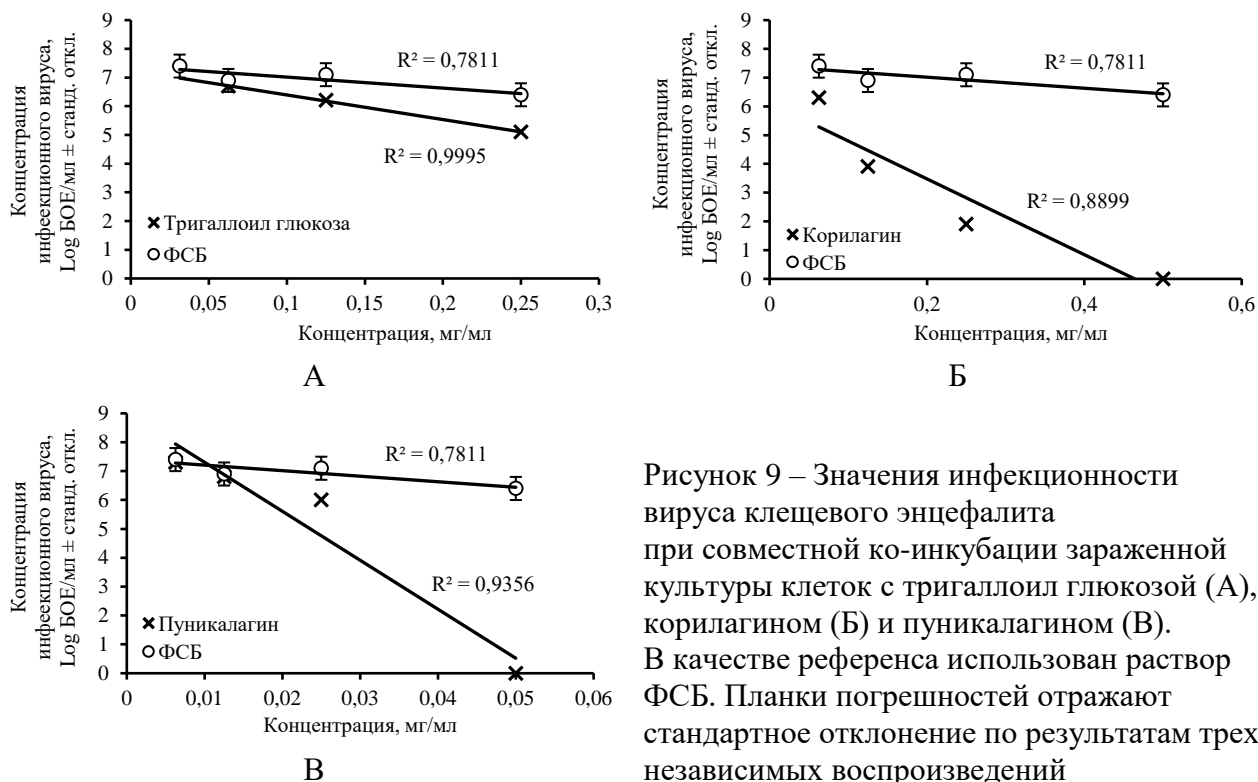 Концентрация
инфеекционного вируса,
Log БОЕ/мл ± станд. откл.
9
8
7
6
5
4
3
2
1
0
R² = 0,7811
R² = 0,9995
Тригаллоил глюкоза
ФСБ
0 0,05 0,1 0,15 0,2 0,25 0,3
Концентрация, мг/мл
А
Концентрация
инфекционного вируса,
Log БОЕ/мл ± станд. откл.
9
8
7
6
5
4
3
2
1
0
R² = 0,7811
R² = 0,8899
Корилагин
ФСБ
0 0,2 0,4 0,6
Концентрация, мг/мл
Б
Концентрация
инфекционного вируса,
Log БОЕ/мл ± станд. откл.
9
8
7
6
5
4
3
2
1
0
R² = 0,7811
R² = 0,9356
Пуникалагин
ФСБ
0 0,01 0,02 0,03 0,04 0,05 0,06
Концентрация, мг/мл
В
Рисунок 9 – Значения инфекционности
вируса клещевого энцефалита
при совместной ко-инкубации зараженной
культуры клеток с тригаллоил глюкозой (А),
корилагином (Б) и пуникалагином (В).
В качестве референса использован раствор
ФСБ. Планки погрешностей отражают
стандартное отклонение по результатам трех
независимых воспроизведений